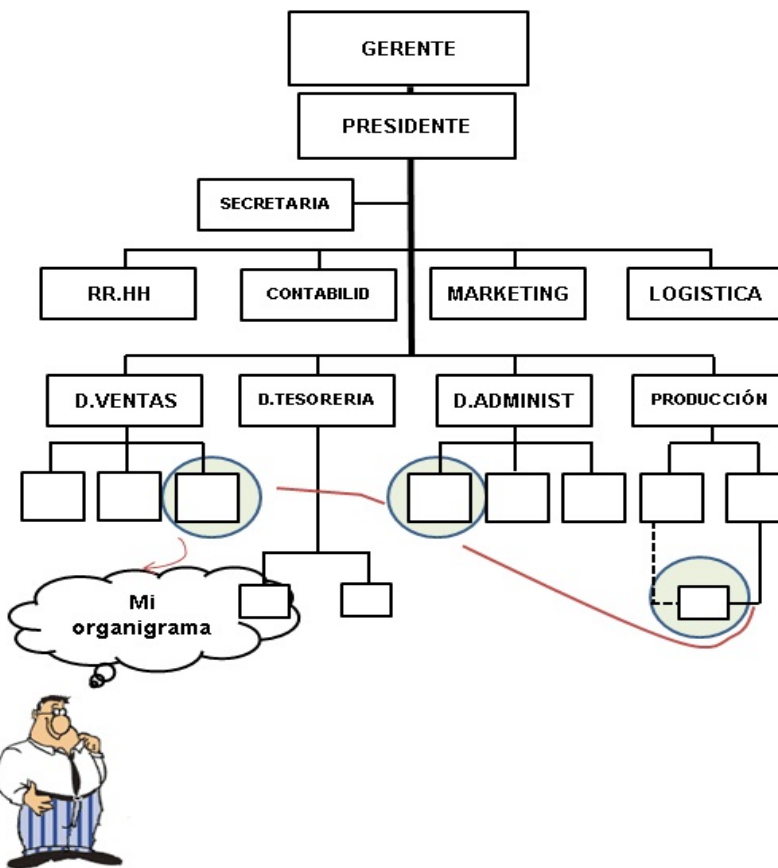 GERENTE
PRESIDENTE
SECRETARIA
RR.HH
CONTABILID
MARKETING
LOGISTICA
D.VENTAS
D.TESORERIA
D.ADMINIST
PRODUCCIÓN
Mi
organigrama